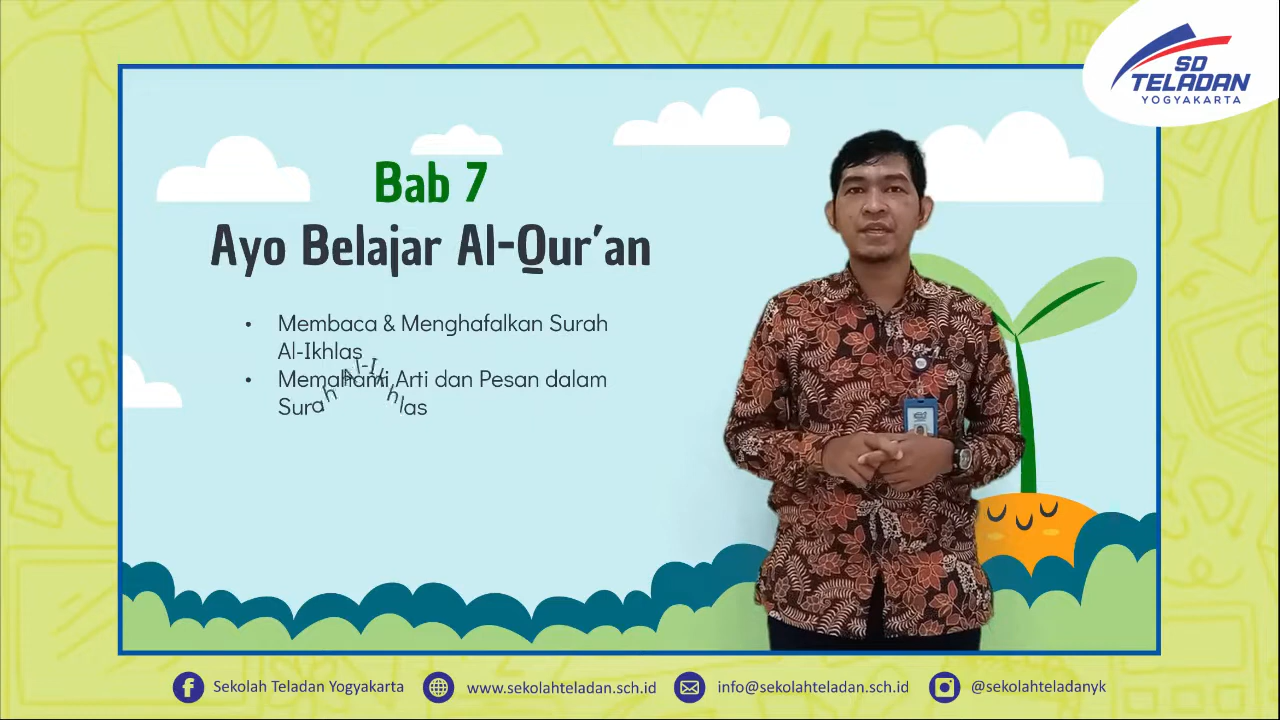 SD
TELADAN
YOGYAKARTA
Bab 7
Ayo Belajar Al-Qur'an
• Membaca & Menghafalkan Surah
Al-Ikhlas
• Memahami Arti dan Pesan dalam
Surah Al-Ikhlas
Sekolah Teladan Yogyakarta
www.sekolahteladan.sch.id
info@sekolahteladan.sch.id
@sekolahteladanyk